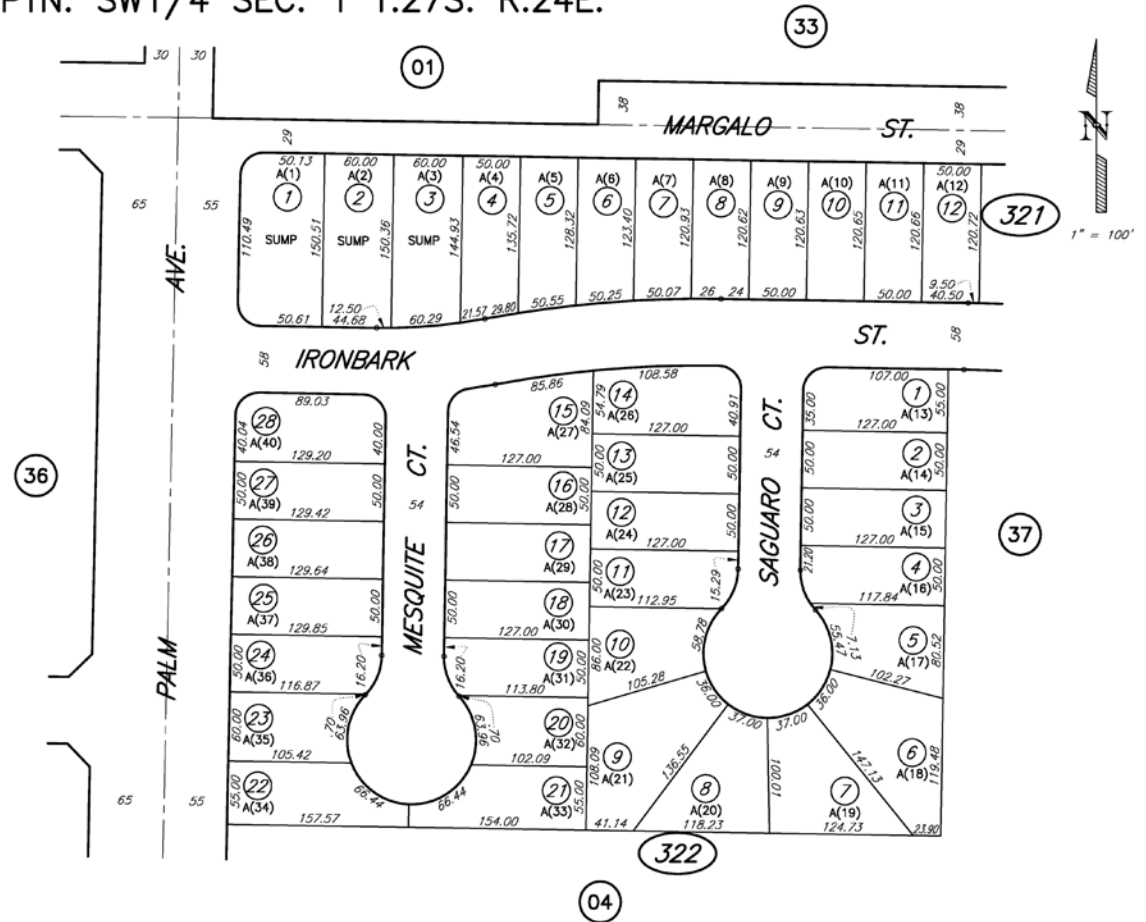 PTN. SW1/4 SEC. 1 T.27S. R.24E.
33
30 30
01
38 38
MARGALO ST.
29 29
N
1" = 100'
65 55
50.13 60.00 60.00 50.00 50.00
A(1) A(2) A(3) A(4) A(5) A(6) A(7) A(8) A(9) A(10) A(11) A(12)
1 2 3 4 5 6 7 8 9 10 11 12
321
SUMP SUMP SUMP
110.49 150.51 150.36 144.93 135.72 128.32 123.40 120.93 120.62 120.63 120.65 120.66 120.72
AVE.
50.61 12.50 44.68 60.29 21.57 29.80 50.55 50.25 50.07 26 24 50.00 50.00 9.50 40.50
58 IRONBARK ST. 58
89.03 85.86 108.58 107.00
28 A(40) 40.04 40.00
129.20
27 A(39) 50.00 50.00
129.42
26 A(38)
129.64
25 A(37) 50.00
129.85
24 A(36) 50.00 16.20
116.87
23 A(35) 60.00 .70 63.96
105.42
22 A(34) 55.00 66.44
157.57
MESQUITE CT.
54
15 A(27) 46.54 84.09
127.00
16 A(28) 50.00 50.00
17 A(29)
18 A(30) 50.00
127.00
19 A(31) 50.00 16.20
113.80
20 A(32) 60.00 .70 63.96
102.09
21 A(33) 55.00 66.44
154.00
14 A(26) 54.79 40.91
127.00
13 A(25) 50.00 50.00
12 A(24) 50.00
127.00
11 A(23) 50.00 15.29
112.95
10 A(22) 86.00 58.78
105.28
9 A(21) 108.09 36.00
41.14
136.55
8 A(20) 37.00
118.23
100.01
SAGUARO CT.
54
1 A(13) 35.00 55.00
127.00
2 A(14) 50.00 50.00
3 A(15) 50.00
127.00
4 A(16) 21.20 50.00
117.84
5 A(17) 7.13 55.47 80.52
102.27
6 A(18) 36.00 119.48
23.90
147.13
7 A(19) 37.00
124.73
36
37
PALM
65 55
322
04